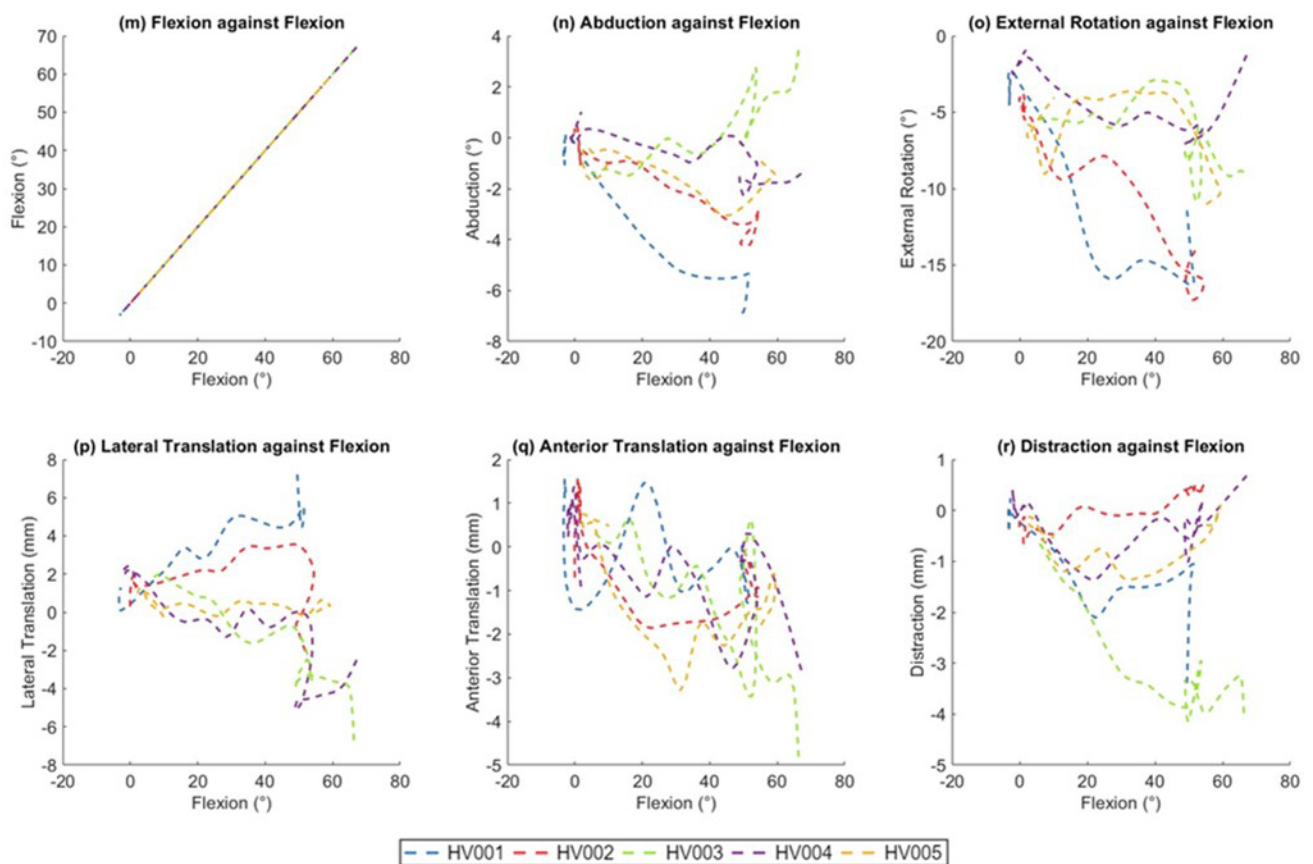 (m) Flexion against Flexion
70
60
50
40
30
20
10
0
-10
-20 0 20 40 60 80
Flexion (°)
Flexion (°)
(n) Abduction against Flexion
4
2
0
-2
-4
-6
-8
-20 0 20 40 60 80
Abduction (°)
Flexion (°)
(o) External Rotation against Flexion
0
-5
-10
-15
-20
-20 0 20 40 60 80
External Rotation (°)
Flexion (°)
(p) Lateral Translation against Flexion
8
6
4
2
0
-2
-4
-6
-8
-20 0 20 40 60 80
Lateral Translation (mm)
Flexion (°)
(q) Anterior Translation against Flexion
2
1
0
-1
-2
-3
-4
-5
-20 0 20 40 60 80
Anterior Translation (mm)
Flexion (°)
(r) Distraction against Flexion
1
0
-1
-2
-3
-4
-5
-20 0 20 40 60 80
Distraction (mm)
Flexion (°)
HV001 HV002 HV003 HV004 HV005